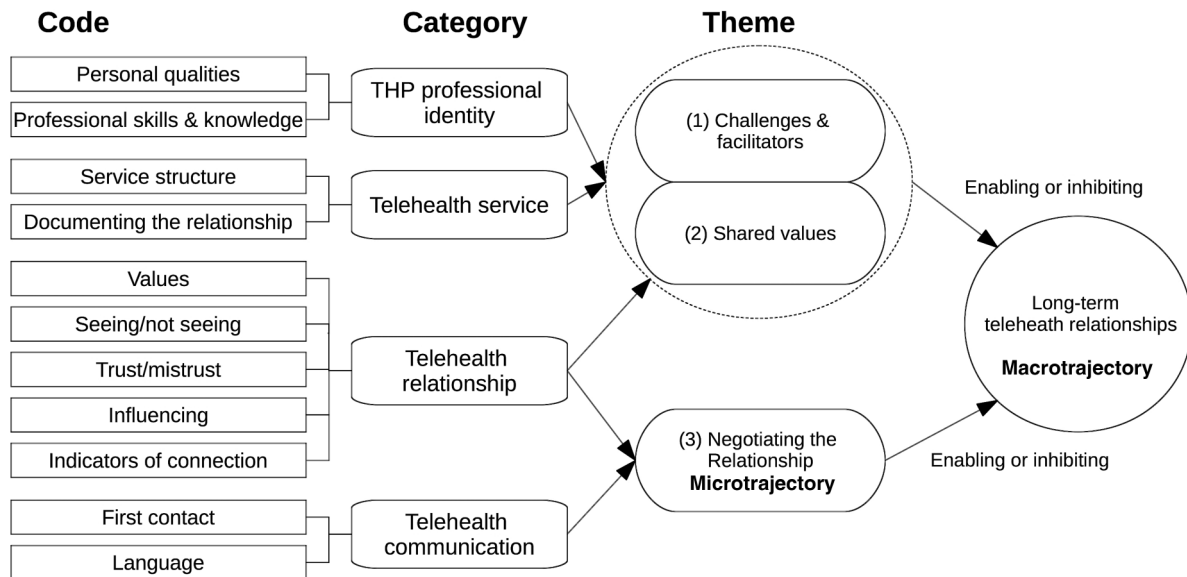 Code
Category
Theme
Personal qualities
Professional skills & knowledge
Service structure
Documenting the relationship
Values
Seeing/not seeing
Trust/mistrust
Influencing
Indicators of connection
First contact
Language
THP professional
identity
Telehealth service
Telehealth
relationship
Telehealth
communication
(1) Challenges &
facilitators
(2) Shared values
(3) Negotiating the
Relationship
Microtrajectory
Enabling or inhibiting
Enabling or inhibiting
Long-term
teleheath relationships
Macrotrajectory